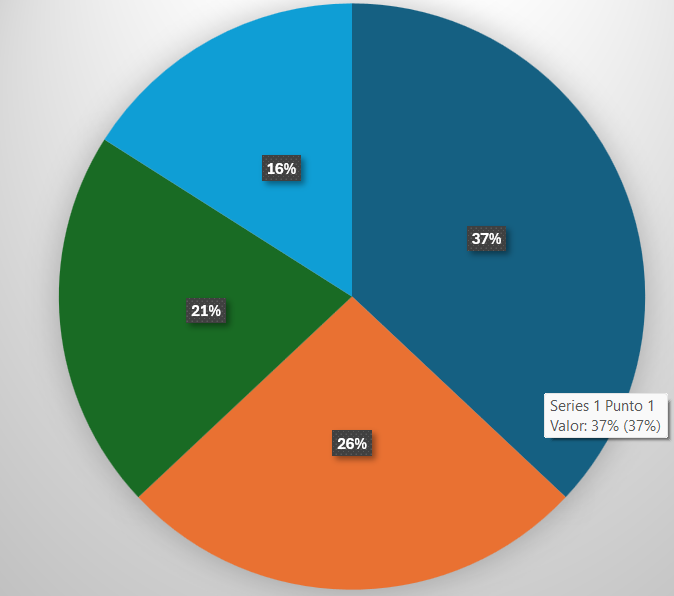 16%
37%
21%
Series 1 Punto 1
Valor: 37% (37%)
26%